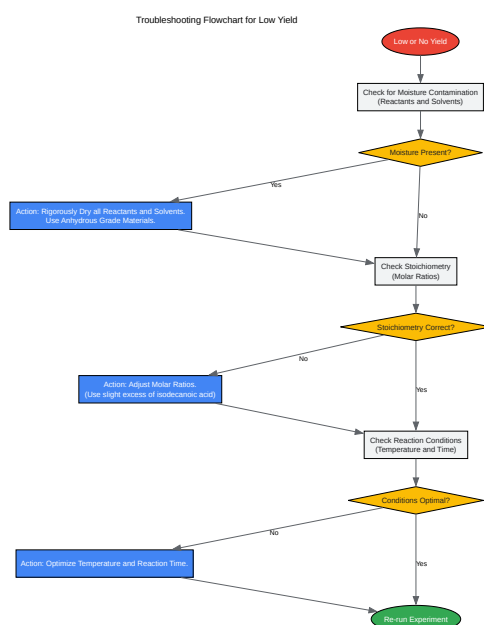 Troubleshooting Flowchart for Low Yield
Low or No Yield
Check for Moisture Contamination
(Reactants and Solvents)
Moisture Present?
Yes
Action: Rigorously Dry all Reactants and Solvents.
Use Anhydrous Grade Materials.
No
Check Stoichiometry
(Molar Ratios)
Stoichiometry Correct?
No
Action: Adjust Molar Ratios.
(Use slight excess of isodecanoic acid)
Yes
Check Reaction Conditions
(Temperature and Time)
Conditions Optimal?
No
Action: Optimize Temperature and Reaction Time.
Yes
Re-run Experiment